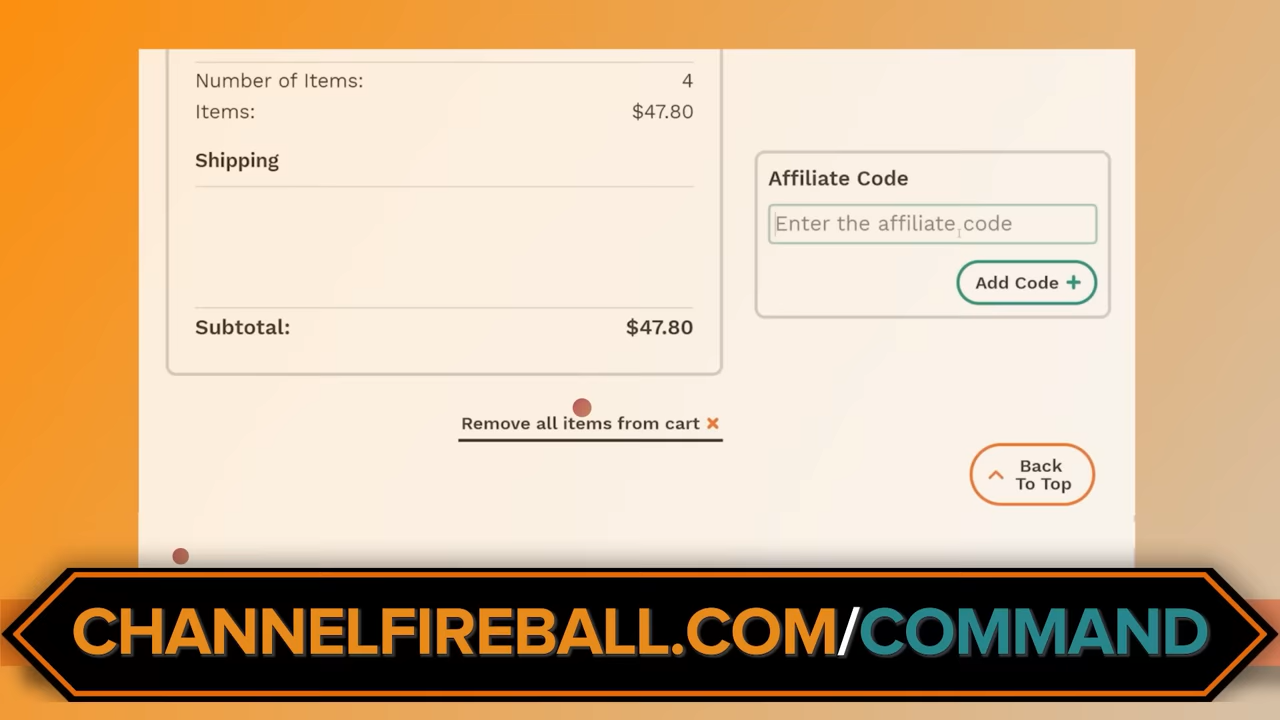 Number of Items: 4
Items: $47.80
Shipping
Subtotal: $47.80
Remove all items from cart
Affiliate Code
Enter the affiliate code
Add Code +
Back
To Top
CHANNELFIREBALL.COM/COMMAND